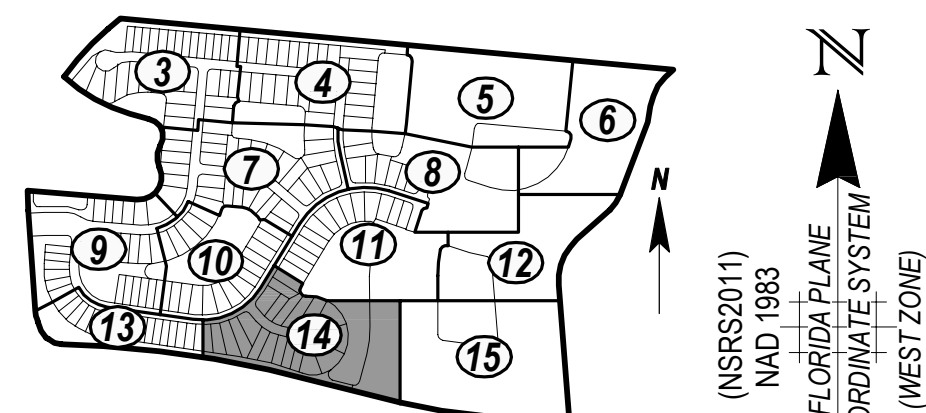 3
4
5
6
7
8
9
10
11
12
13
14
15
N
N
(NSRS2011)
NAD 1983
FLORIDA PLANE
ORDINATE SYSTEM
(WEST ZONE)